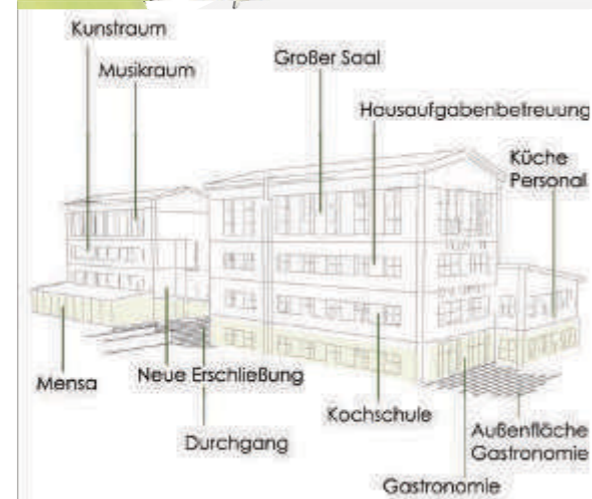 Kunstraum
Musikraum
Großer Saal
Hausaufgabenbetreuung
Küche
Personal
Mensa
Neue Erschließung
Durchgang
Kochschule
Außenfläche
Gastronomie
Gastronomie